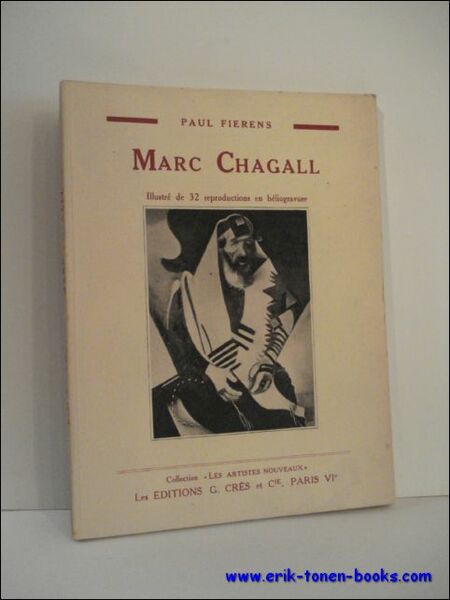 PAUL FIERENS
MARC CHAGALL
Illustré de 32 reproductions en héliogravure
Collection « LES ARTISTES NOUVEAUX »
Les EDITIONS G. CRÈS et Cie, PARIS VIe
www.erik-tonen-books.com